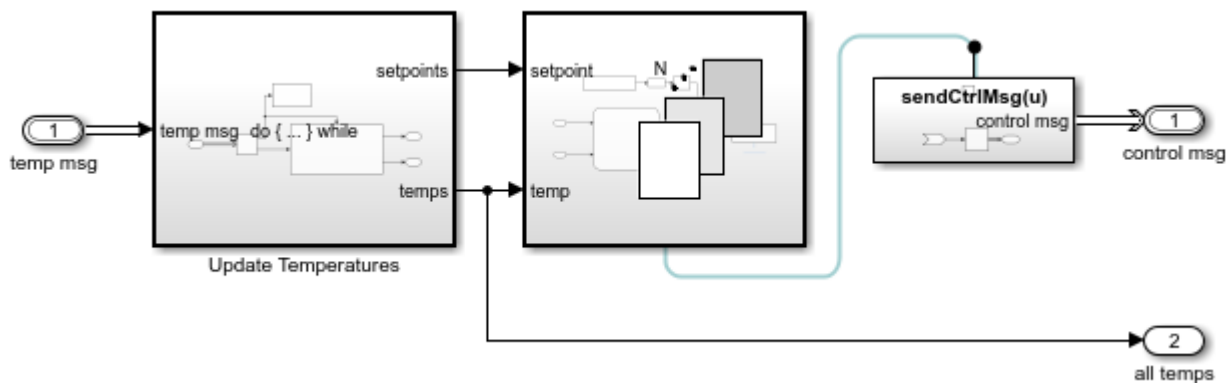 1
temp msg
temp msg do { ... } while
setpoints
temps
Update Temperatures
setpoint
N
temp
sendCtrlMsg(u)
control msg
1
control msg
2
all temps